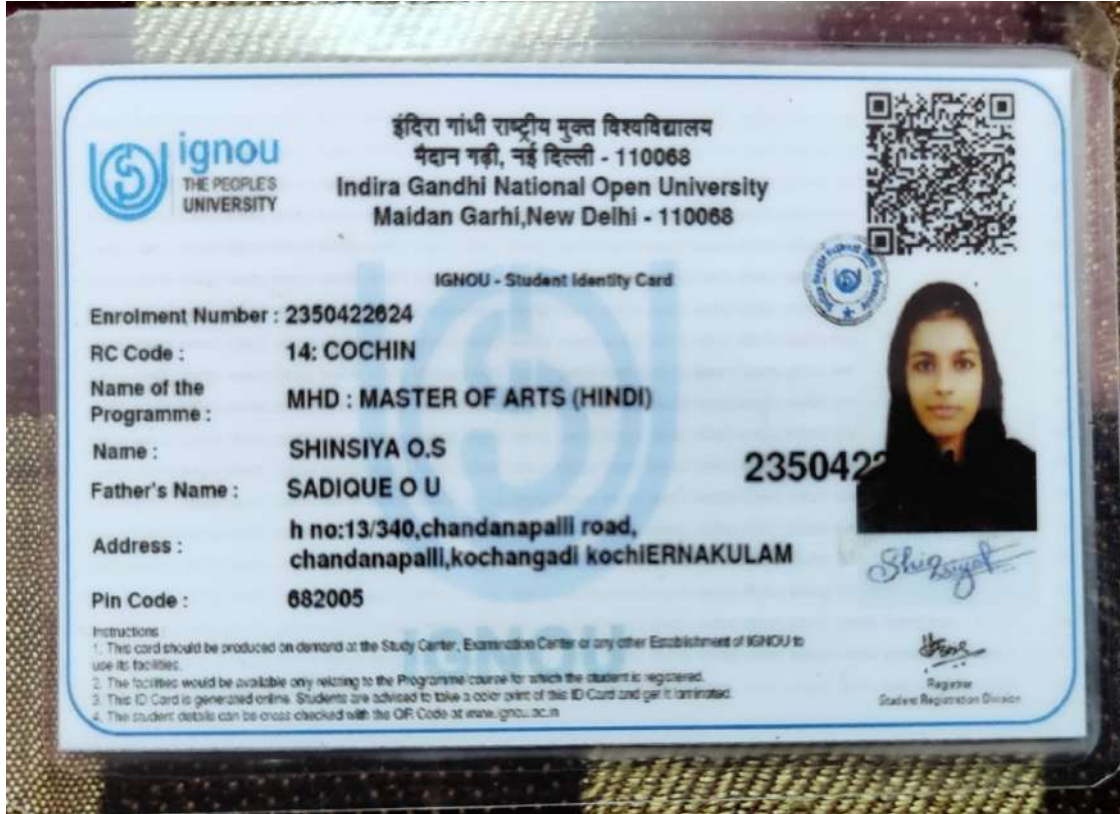 ignou
THE PEOPLE'S
UNIVERSITY
इंदिरा गांधी राष्ट्रीय मुक्त विश्वविद्यालय
मैदान गढ़ी, नई दिल्ली - 110068
Indira Gandhi National Open University
Maidan Garhi,New Delhi - 110068
IGNOU - Student Identity Card
Enrolment Number : 2350422624
RC Code : 14: COCHIN
Name of the
Programme : MHD : MASTER OF ARTS (HINDI)
Name : SHINSIYA O.S
Father's Name : SADIQUE O U
235042
Address : h no:13/340,chandanapalli road,
chandanapalli,kochangadi kochiERNAKULAM
Pin Code : 682005
Instructions :
1. This card should be produced on demand at the Study Center, Examination Center or any other Establishment of IGNOU to
use its facilities.
2. The facilities would be available only relating to the Programme/course for which the student is registered.
3. This ID Card is generated online. Students are advised to take a color print of this ID Card and get it laminated.
4. The student details can be cross checked with the QR Code at www.ignou.ac.in
IGNOU
Registrar
Student Registration Division